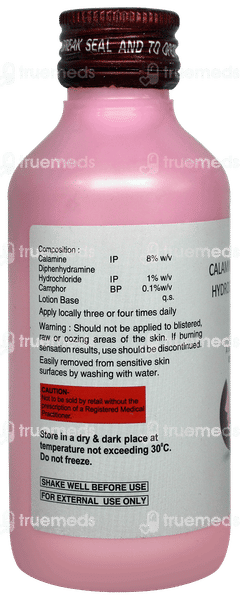 BREAK SEAL AND TO OPEN
Composition :
Calamine IP 8% w/v
Diphenhydramine
Hydrochloride IP 1% w/v
Camphor BP 0.1%w/v
Lotion Base q.s.
Apply locally three or four times daily
Warning : Should not be applied to blistered,
raw or oozing areas of the skin. If burning
sensation results, use should be discontinued.
Easily removed from sensitive skin
surfaces by washing with water.
CAUTION-
Not to be sold by retail without the
prescription of a Registered Medical
Practitioner.
Store in a dry & dark place at
temperature not exceeding 30°C.
Do not freeze.
SHAKE WELL BEFORE USE
FOR EXTERNAL USE ONLY
CALAMI
HYDRO
truemeds
truemeds
truemeds
truemeds
truemeds
truemeds
truemeds
truemeds
truemeds
truemeds